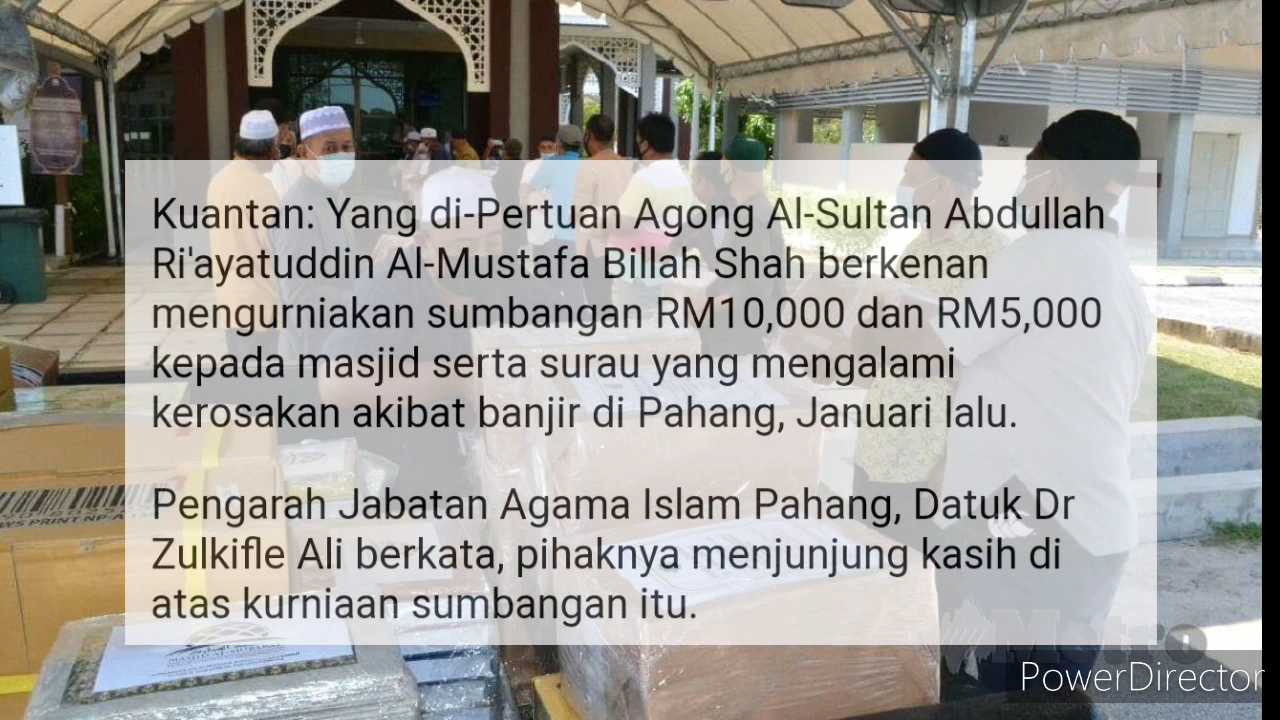 Kuantan: Yang di-Pertuan Agong Al-Sultan Abdullah
Ri'ayatuddin Al-Mustafa Billah Shah berkenan
mengurniakan sumbangan RM10,000 dan RM5,000
kepada masjid serta surau yang mengalami
kerosakan akibat banjir di Pahang, Januari lalu.
Pengarah Jabatan Agama Islam Pahang, Datuk Dr
Zulkifle Ali berkata, pihaknya menjunjung kasih di
atas kurniaan sumbangan itu.
PRINT
Metro
PowerDirector